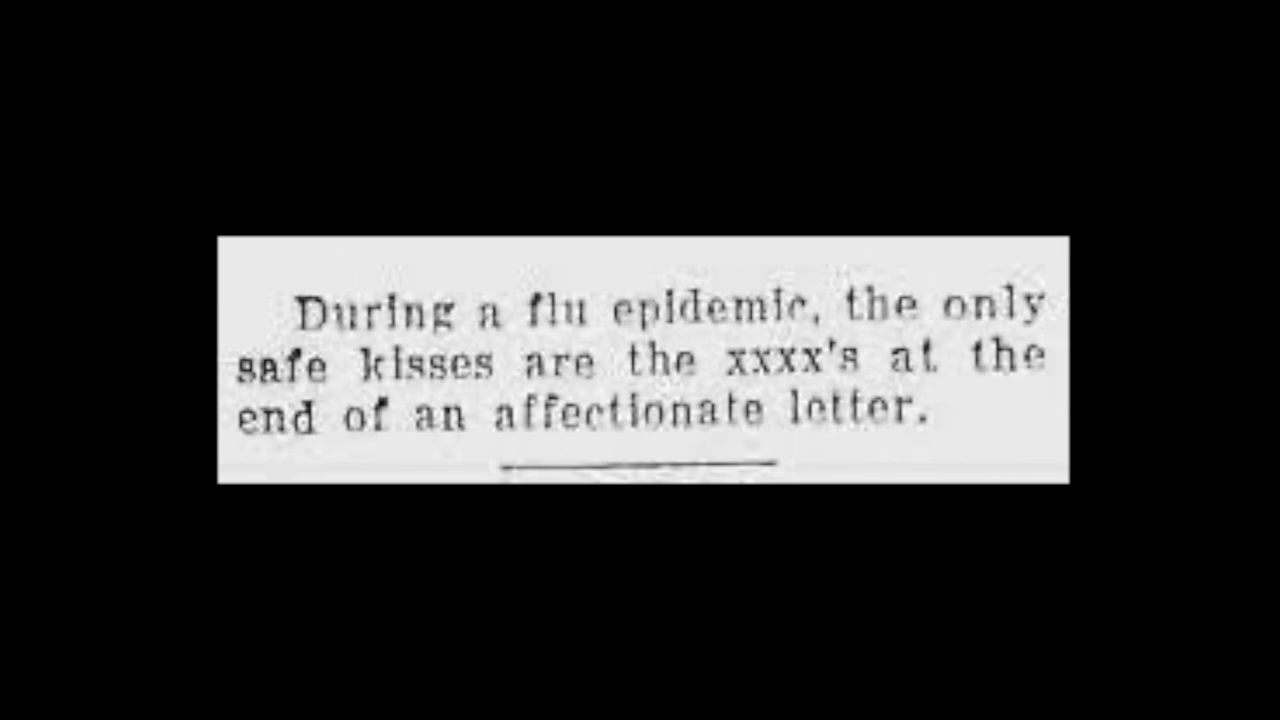 During a flu epidemic, the only
safe kisses are the xxxx's at the
end of an affectionate letter.